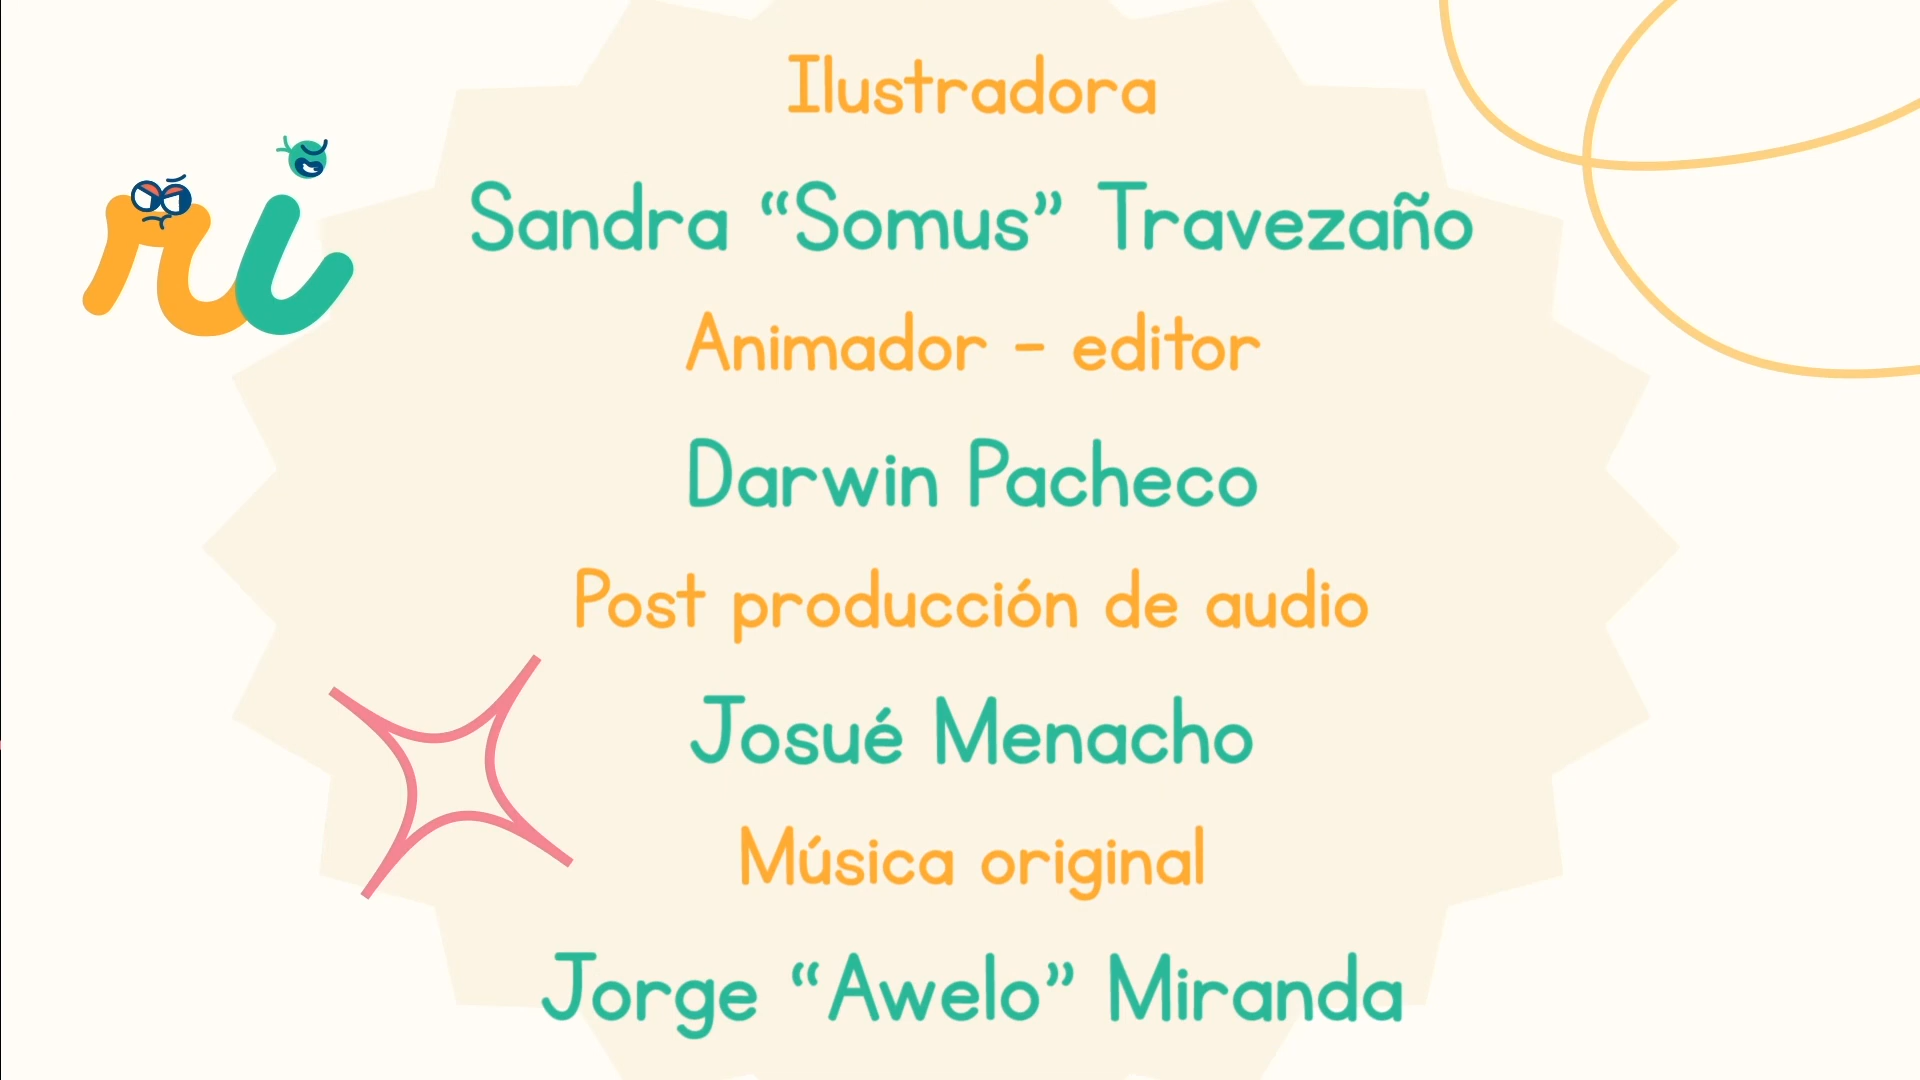 Ilustradora
Sandra “Somus” Travezaño
Animador - editor
Darwin Pacheco
Post producción de audio
Josué Menacho
Música original
Jorge “Awelo” Miranda
ri